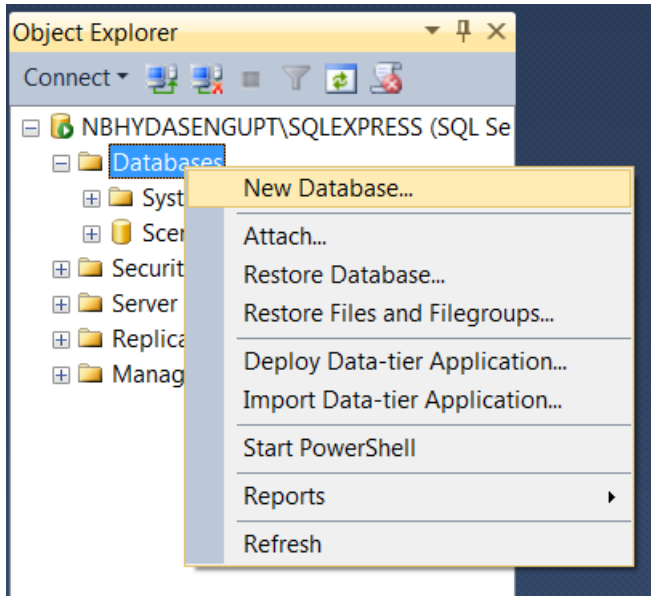 Object Explorer
Connect
NBHYDASENGUPT\SQLEXPRESS (SQL Se
Databases
New Database...
Syst
Attach...
Scer
Restore Database...
Securit
Restore Files and Filegroups...
Server
Replica
Deploy Data-tier Application...
Manag
Import Data-tier Application...
Start PowerShell
Reports
Refresh